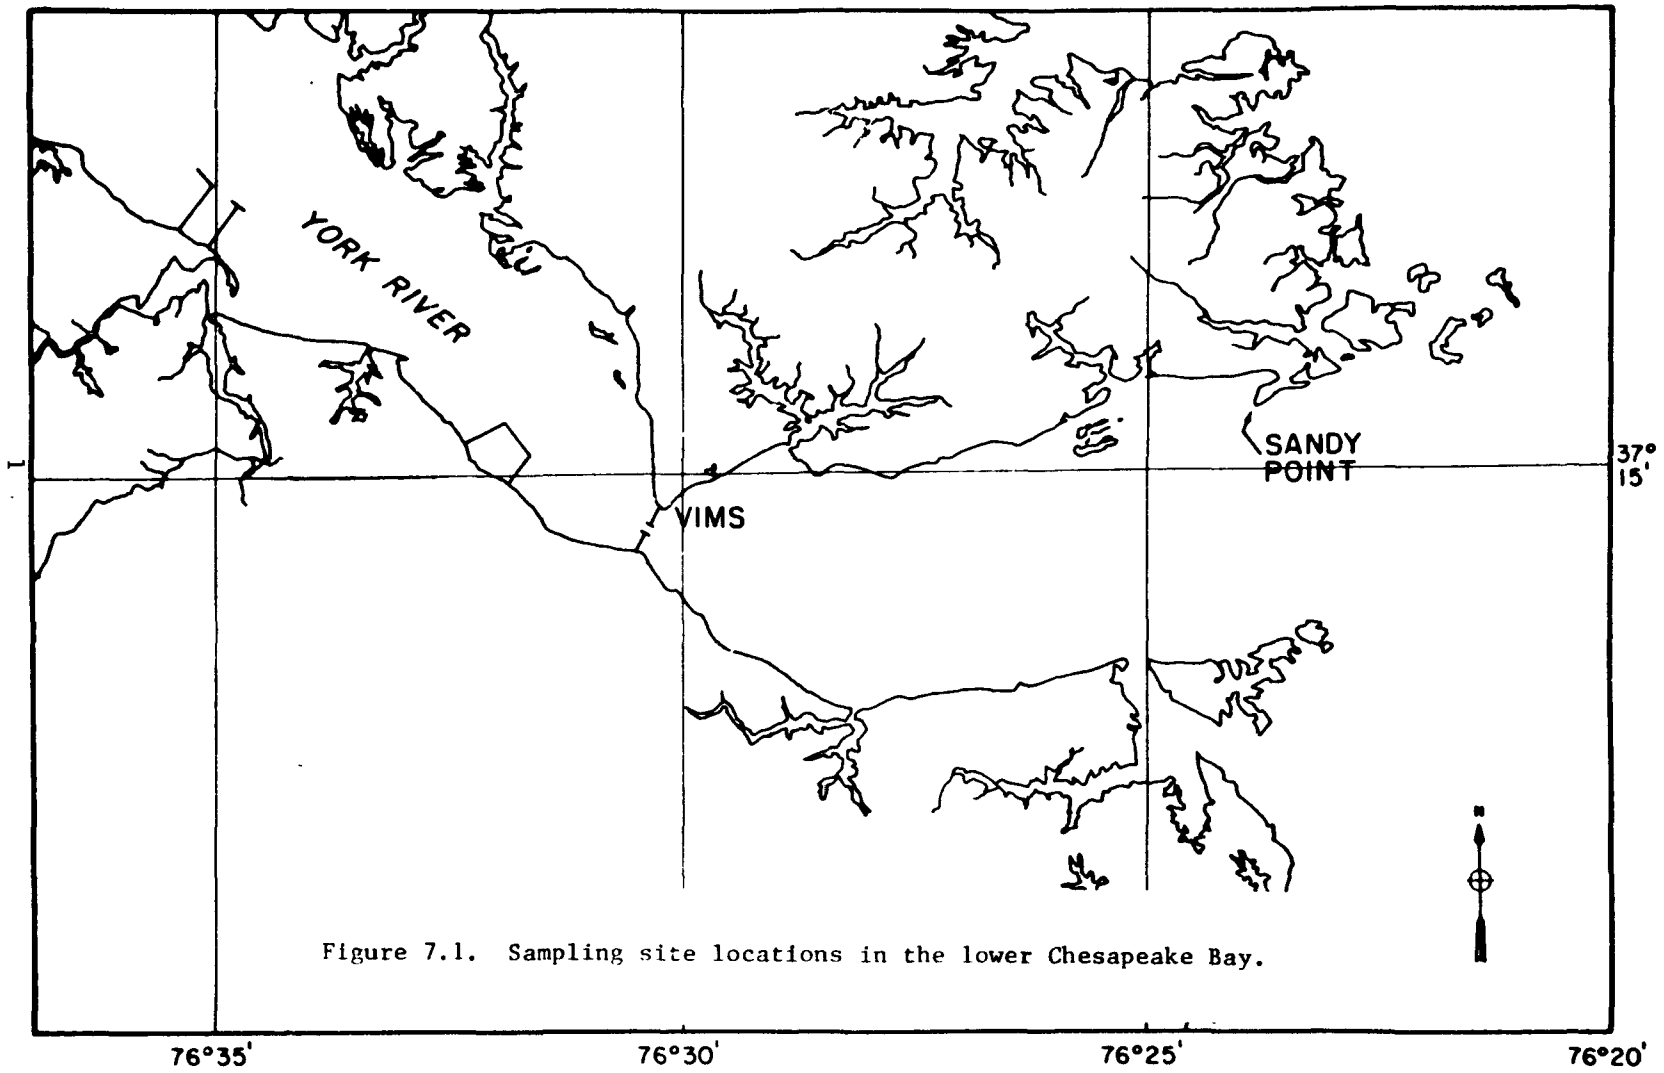 YORK RIVER
SANDY
POINT
37°
15'
VIMS
N
Figure 7.1. Sampling site locations in the lower Chesapeake Bay.
76°35'
76°30'
76°25'
76°20'